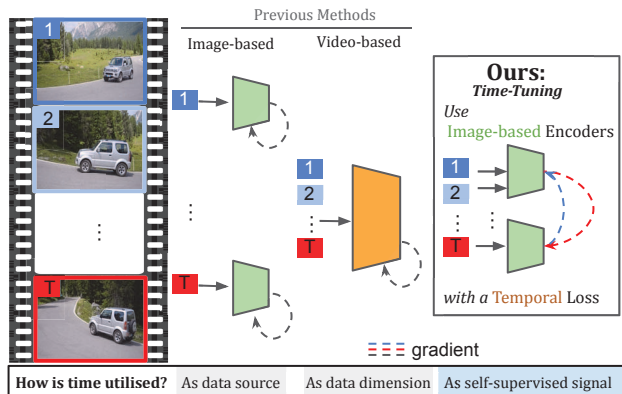 Previous Methods
Image-based
Video-based
1
2
⋮
T
1
⋮
T
1
2
⋮
T
Ours:
Time-Tuning
Use
Image-based Encoders
1
2
⋮
⋮
T
with a Temporal Loss
gradient
How is time utilised?
As data source
As data dimension
As self-supervised signal